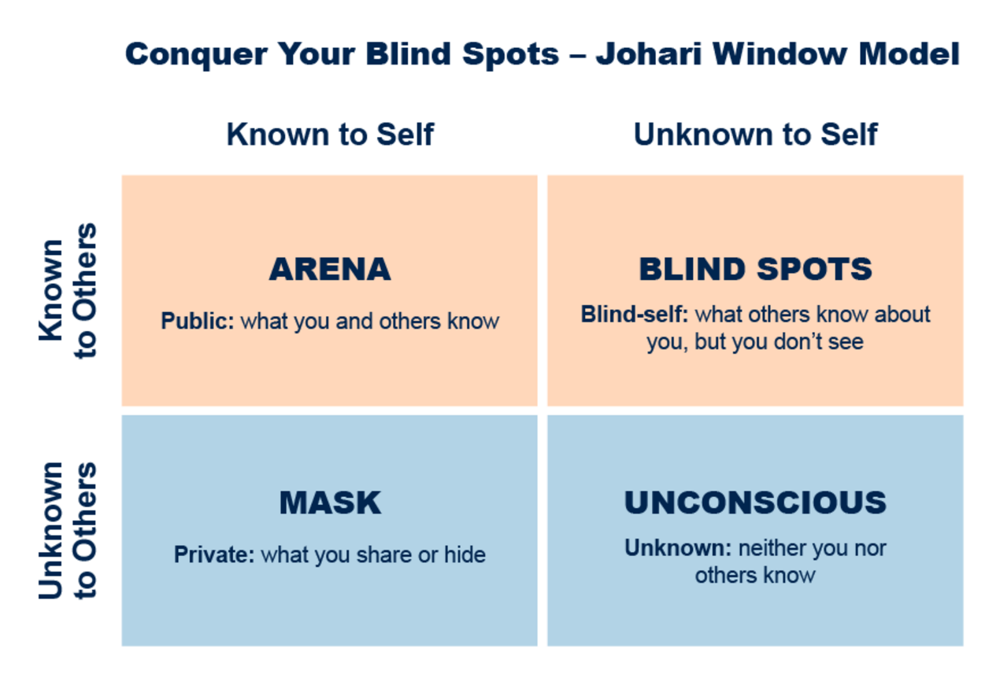 Conquer Your Blind Spots – Johari Window Model
Known to Self
Unknown to Self
Known
to Others
ARENA
Public: what you and others know
BLIND SPOTS
Blind-self: what others know about
you, but you don’t see
Unknown
to Others
MASK
Private: what you share or hide
UNCONSCIOUS
Unknown: neither you nor
others know